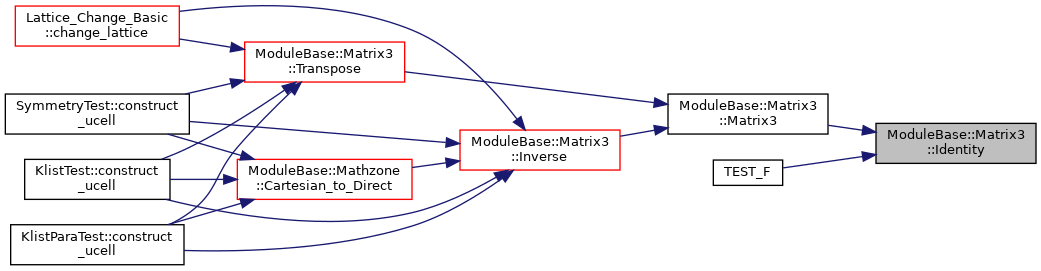 Lattice_Change_Basic
::change_lattice
ModuleBase::Matrix3
::Transpose
SymmetryTest::construct
_ucell
ModuleBase::Matrix3
::Matrix3
ModuleBase::Matrix3
::Inverse
ModuleBase::Matrix3
::Identity
KlistTest::construct
_ucell
ModuleBase::Mathzone
::Cartesian_to_Direct
TEST_F
KlistParaTest::construct
_ucell